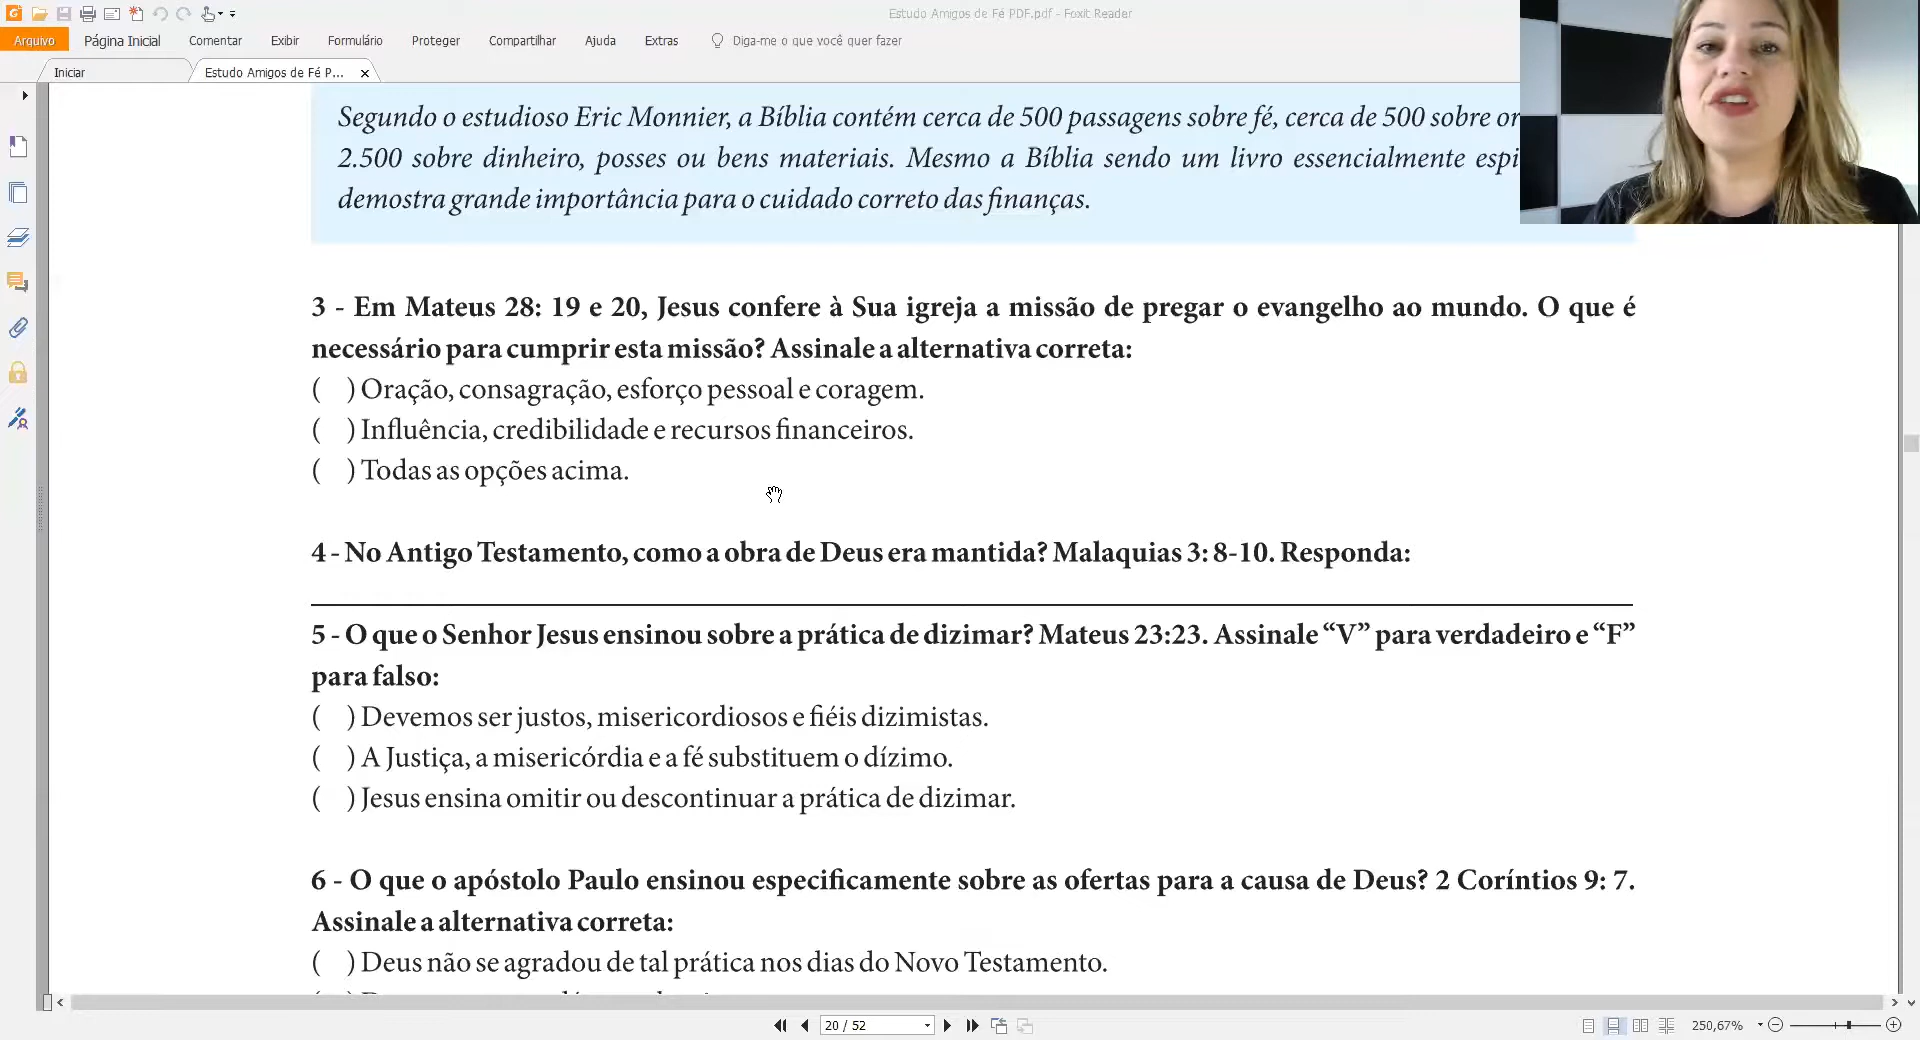 Estudo Amigos de Fé PDF.pdf - Foxit Reader
Arquivo Página Inicial Comentar Exibir Formulário Proteger Compartilhar Ajuda Extras Diga-me o que você quer fazer
Iniciar Estudo Amigos de Fé P...
Segundo o estudioso Eric Monnier, a Bíblia contém cerca de 500 passagens sobre fé, cerca de 500 sobre or
2.500 sobre dinheiro, posses ou bens materiais. Mesmo a Bíblia sendo um livro essencialmente espi
demostra grande importância para o cuidado correto das finanças.
3 - Em Mateus 28: 19 e 20, Jesus confere à Sua igreja a missão de pregar o evangelho ao mundo. O que é
necessário para cumprir esta missão? Assinale a alternativa correta:
( ) Oração, consagração, esforço pessoal e coragem.
( ) Influência, credibilidade e recursos financeiros.
( ) Todas as opções acima.
4 - No Antigo Testamento, como a obra de Deus era mantida? Malaquias 3: 8-10. Responda:
5 - O que o Senhor Jesus ensinou sobre a prática de dizimar? Mateus 23:23. Assinale “V” para verdadeiro e “F”
para falso:
( ) Devemos ser justos, misericordiosos e fiéis dizimistas.
( ) A Justiça, a misericórdia e a fé substituem o dízimo.
( ) Jesus ensina omitir ou descontinuar a prática de dizimar.
6 - O que o apóstolo Paulo ensinou especificamente sobre as ofertas para a causa de Deus? 2 Coríntios 9: 7.
Assinale a alternativa correta:
( ) Deus não se agradou de tal prática nos dias do Novo Testamento.
20 / 52
250,67%